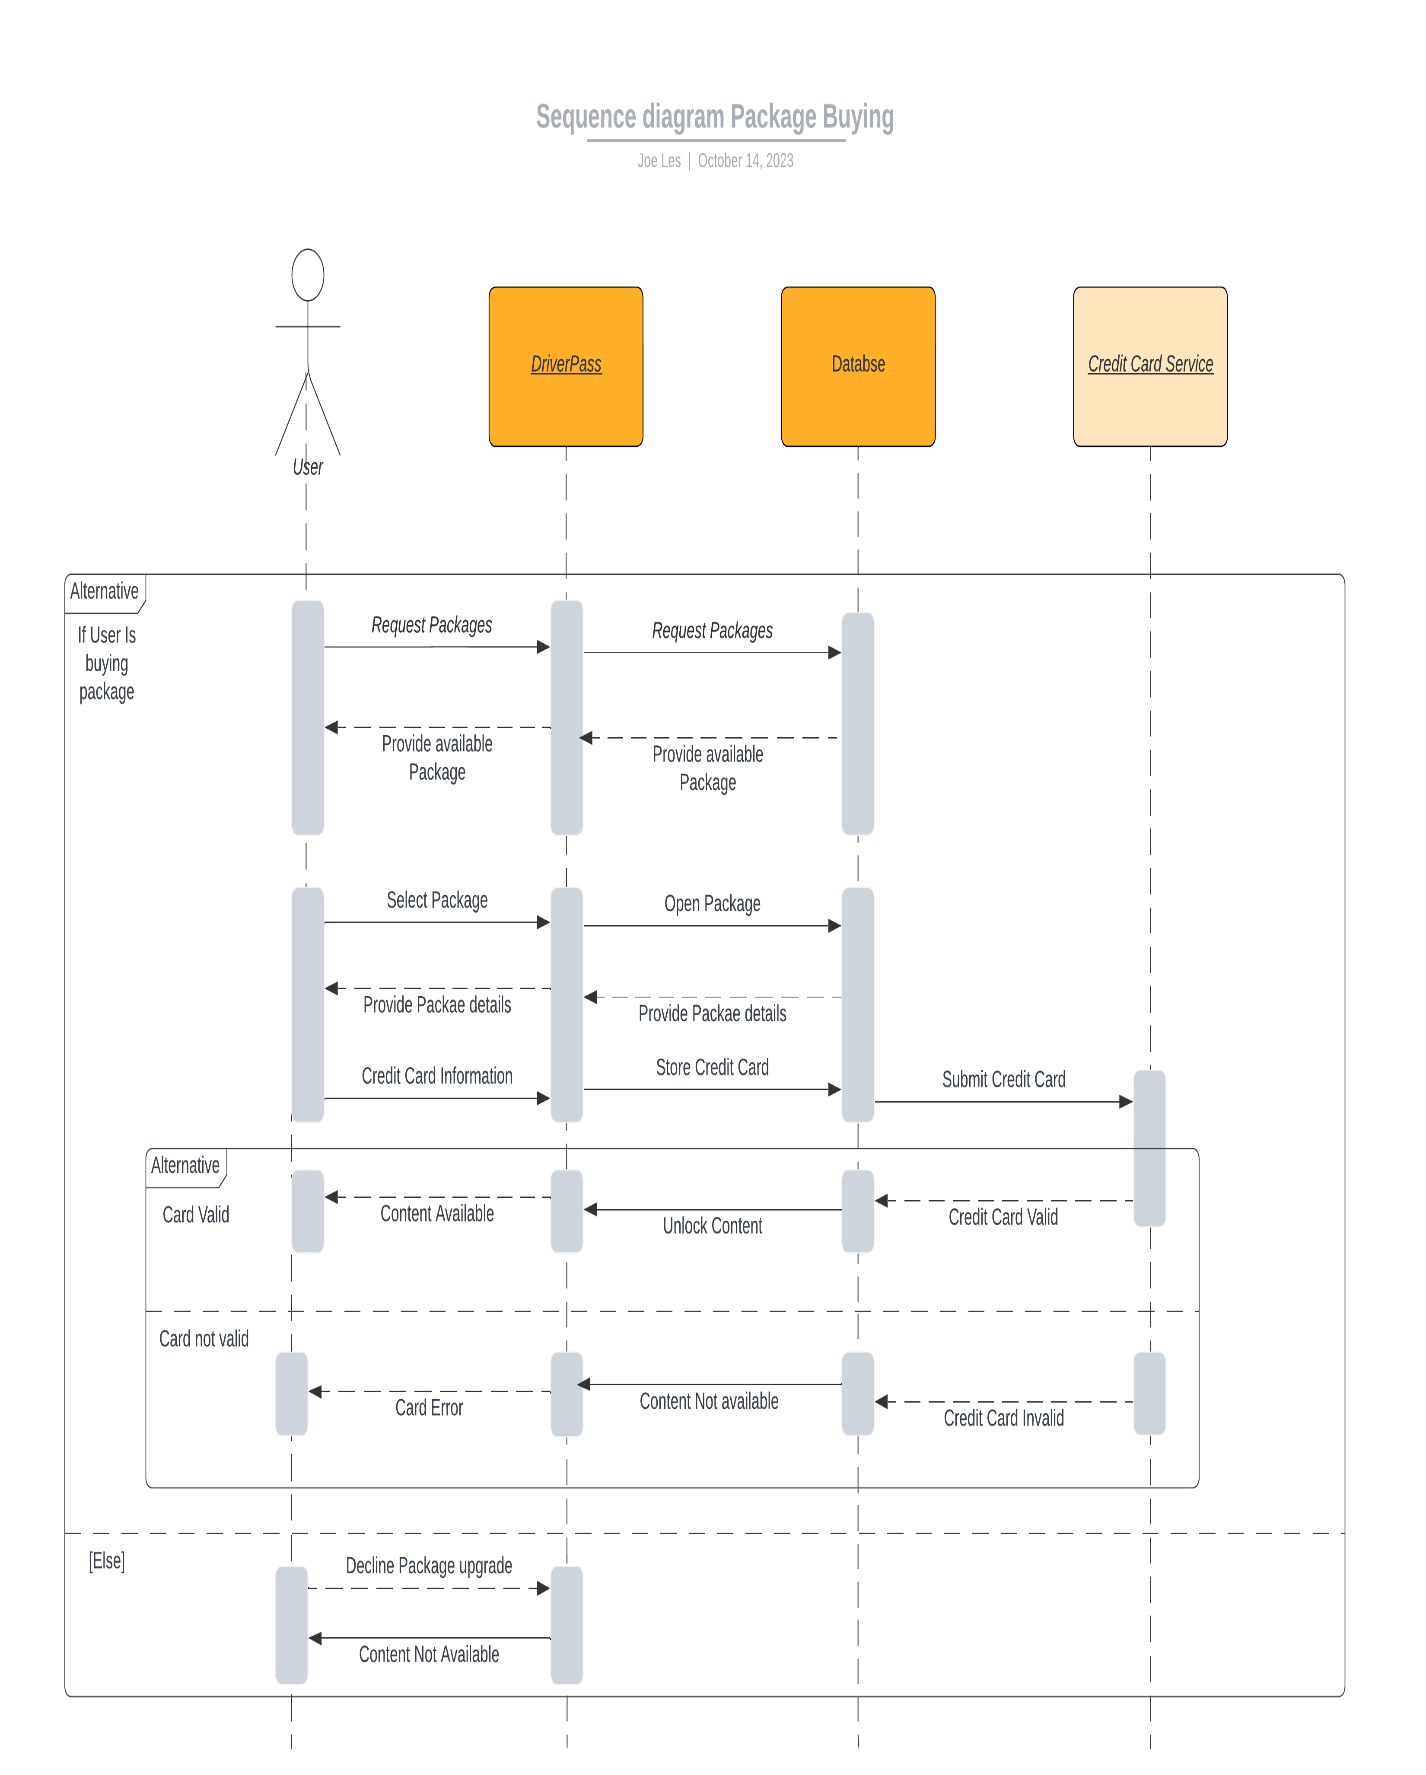 Sequence diagram Package Buying
Joe Les | October 14, 2023
User
DriverPass
Databse
Credit Card Service
Alternative
If User Is
buying
package
Request Packages
Request Packages
Provide available
Package
Provide available
Package
Select Package
Open Package
Provide Packae details
Provide Packae details
Credit Card Information
Store Credit Card
Submit Credit Card
Alternative
Card Valid
Content Available
Unlock Content
Credit Card Valid
Card not valid
Card Error
Content Not available
Credit Card Invalid
[Else]
Decline Package upgrade
Content Not Available